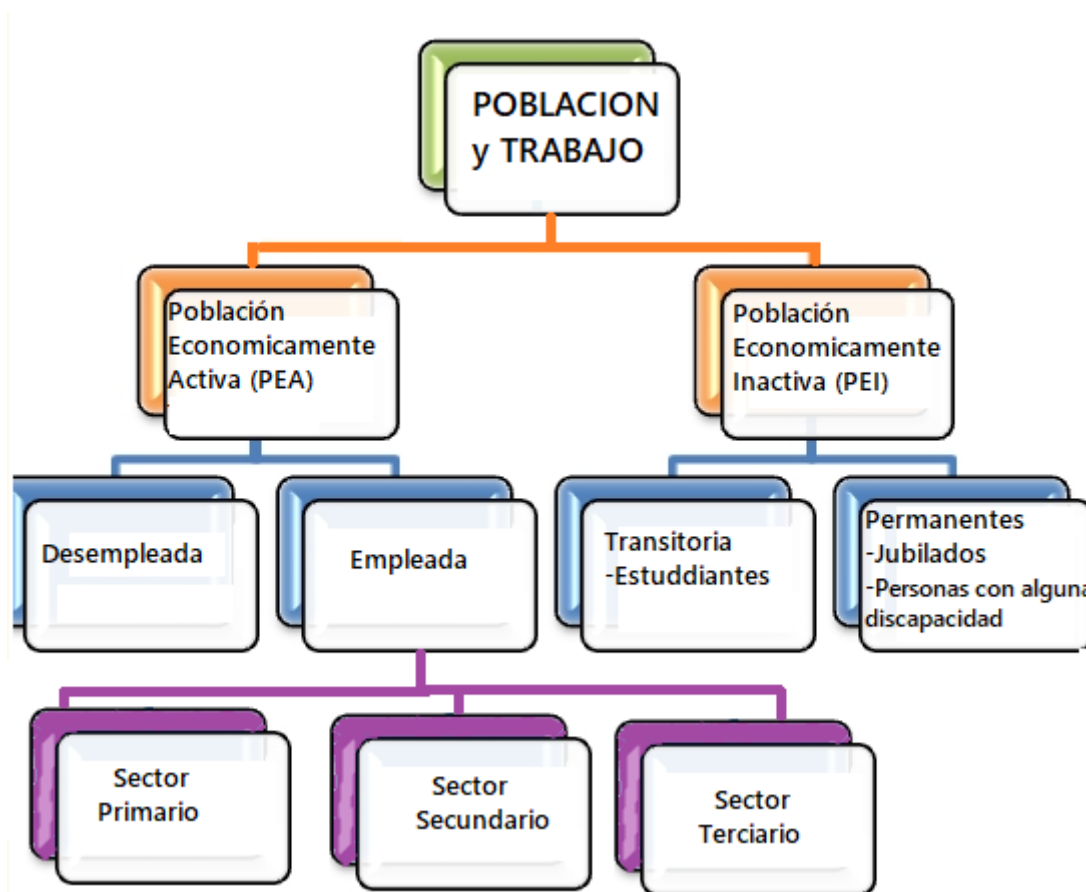 POBLACION
y TRABAJO
Población
Economicamente
Activa (PEA)
Población
Economicamente
Inactiva (PEI)
Desempleada
Empleada
Transitoria
-Estuddiantes
Permanentes
-Jubilados
-Personas con alguna
discapacidad
Sector
Primario
Sector
Secundario
Sector
Terciario